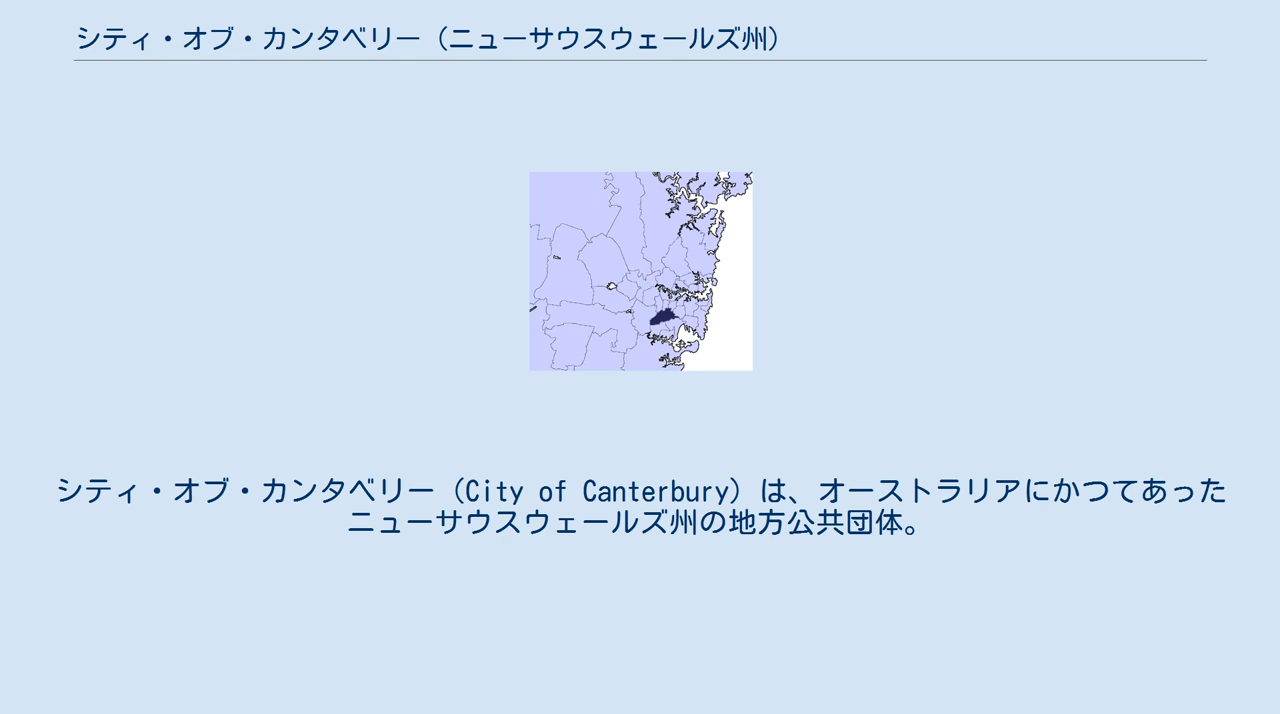 シティ・オブ・カンタベリー（ニューサウスウェールズ州）
シティ・オブ・カンタベリー（City of Canterbury）は、オーストラリアにかつてあった
ニューサウスウェールズ州の地方公共団体。